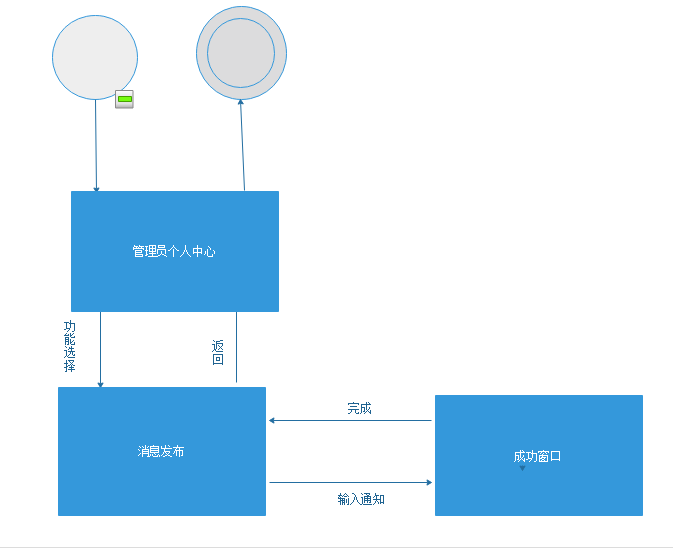 管理员个人中心
功能选择
返回
完成
消息发布
成功窗口
输入通知